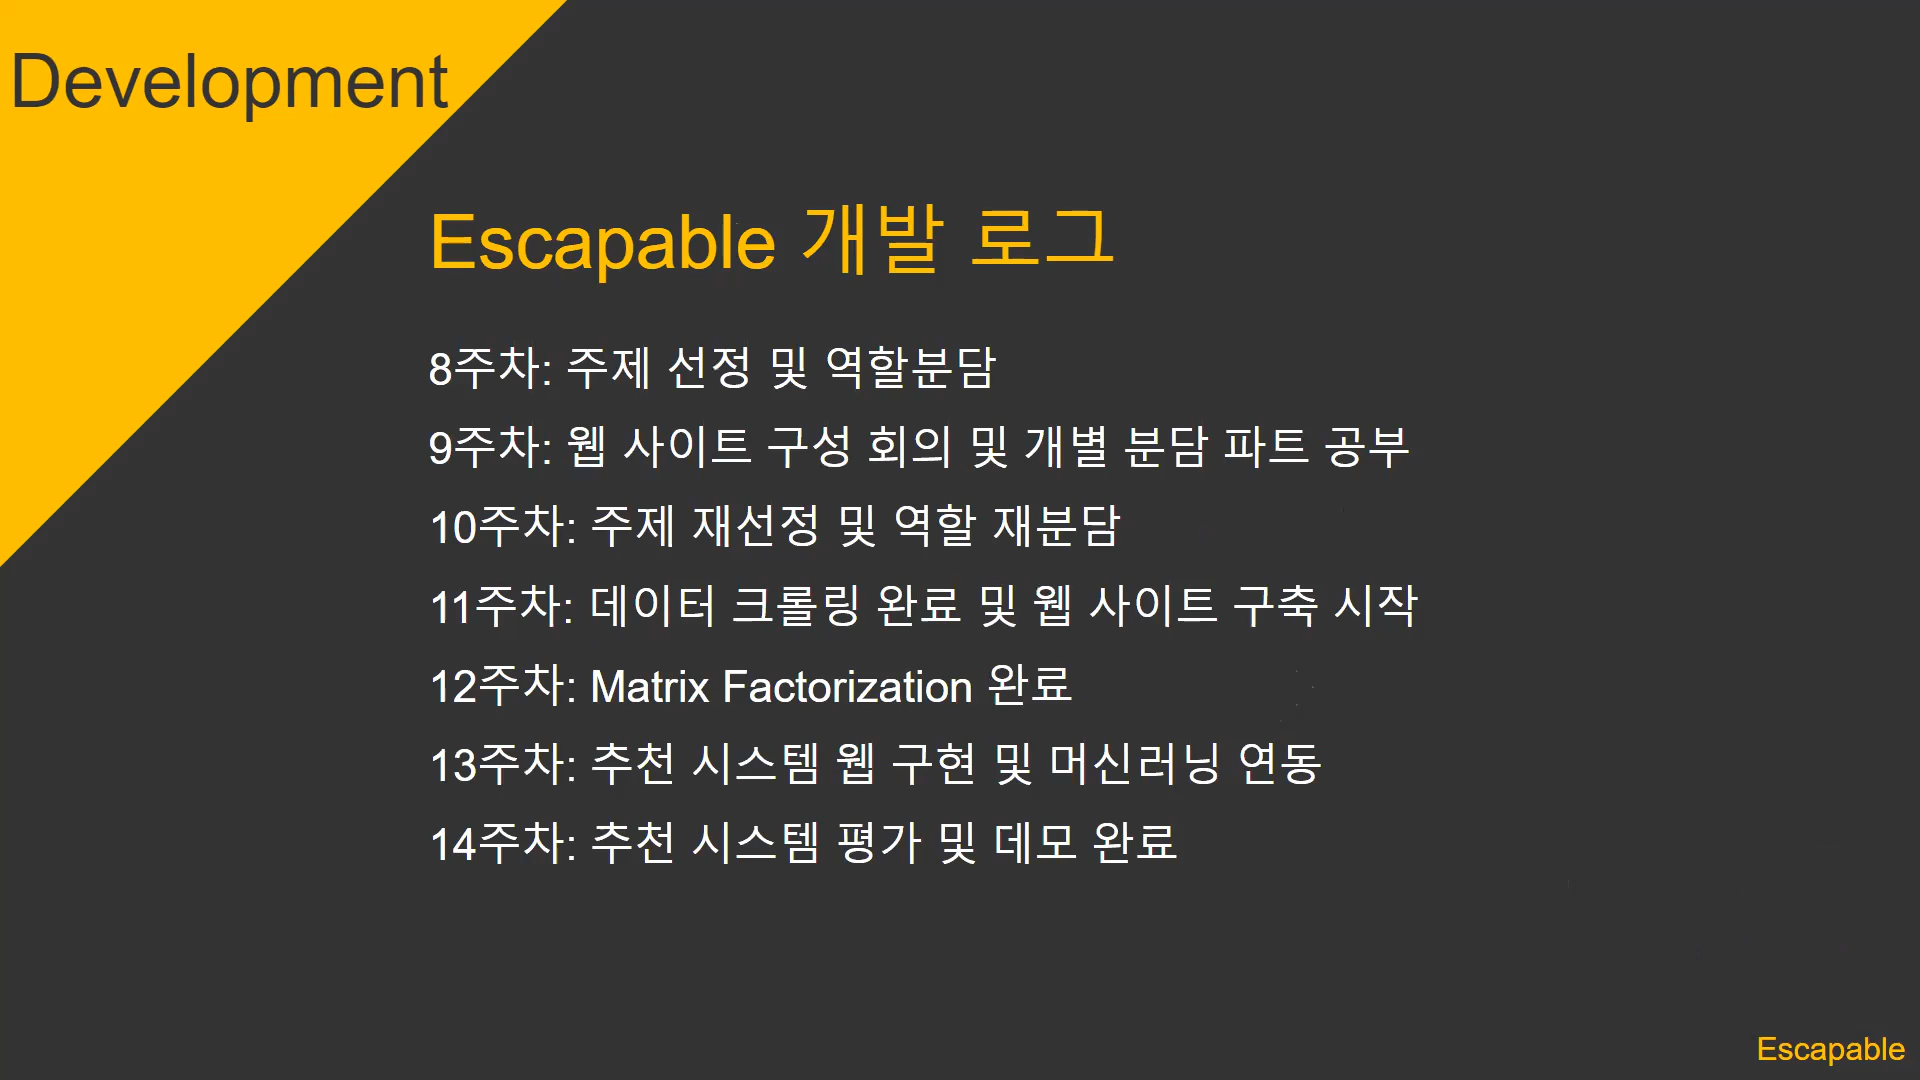 Development
Escapable 개발 로그
8주차: 주제 선정 및 역할분담
9주차: 웹 사이트 구성 회의 및 개별 분담 파트 공부
10주차: 주제 재선정 및 역할 재분담
11주차: 데이터 크롤링 완료 및 웹 사이트 구축 시작
12주차: Matrix Factorization 완료
13주차: 추천 시스템 웹 구현 및 머신러닝 연동
14주차: 추천 시스템 평가 및 데모 완료
Escapable